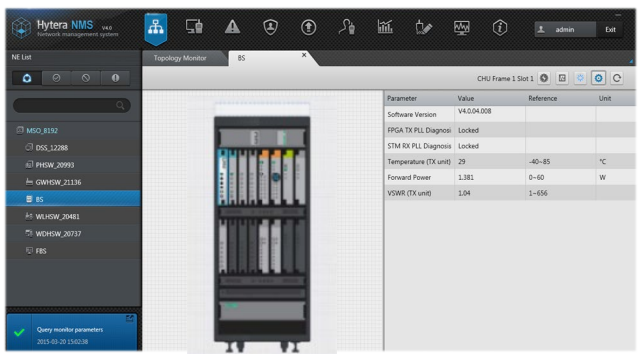 Hytera NMS V4.0
Network management system
admin
Exit
NE List
Topology Monitor
BS
×
CHU Frame 1 Slot 1
MSO_8192
DSS_12288
PHSW_20993
GWHSW_21136
BS
WLHSW_20481
WDHSW_20737
FBS
Parameter Value Reference Unit
Software Version V4.0.04.008
FPGA TX PLL Diagnosi Locked
STM RX PLL Diagnosis Locked
Temperature (TX unit) 29 -40~85 °C
Forward Power 1.381 0~60 W
VSWR (TX unit) 1.04 1~656
Query monitor parameters
2015-03-20 15:02:38